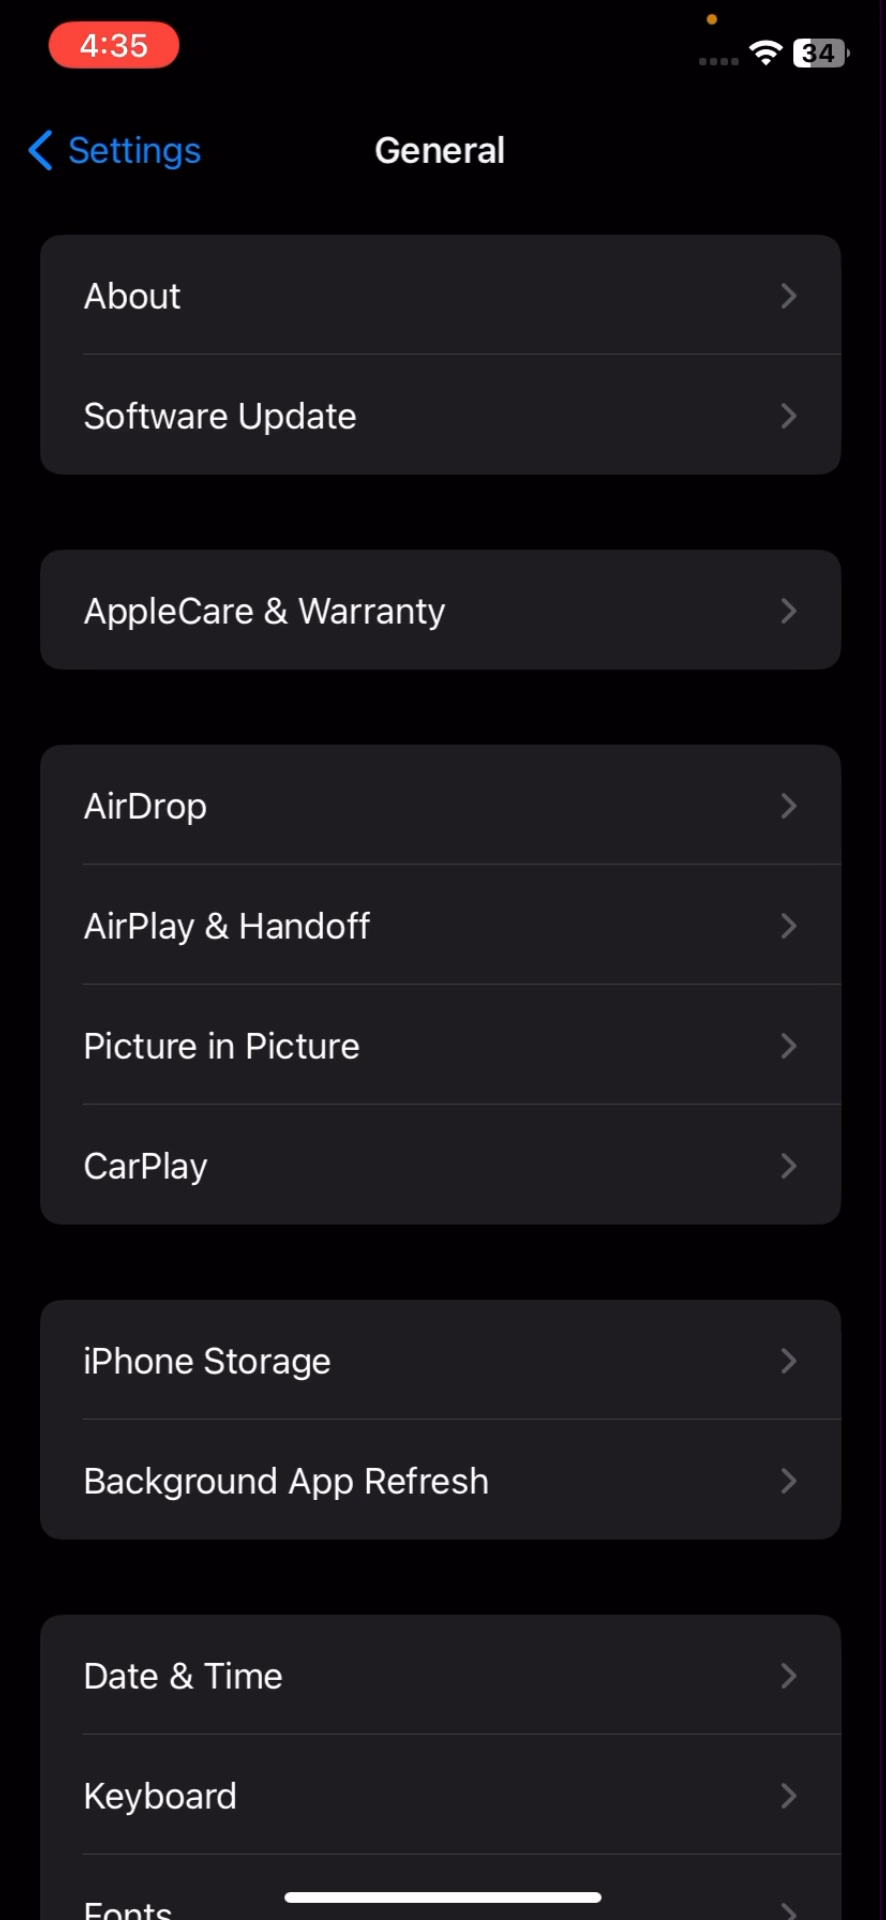 4:35
34
Settings
General
About
Software Update
AppleCare & Warranty
AirDrop
AirPlay & Handoff
Picture in Picture
CarPlay
iPhone Storage
Background App Refresh
Date & Time
Keyboard
Fonts